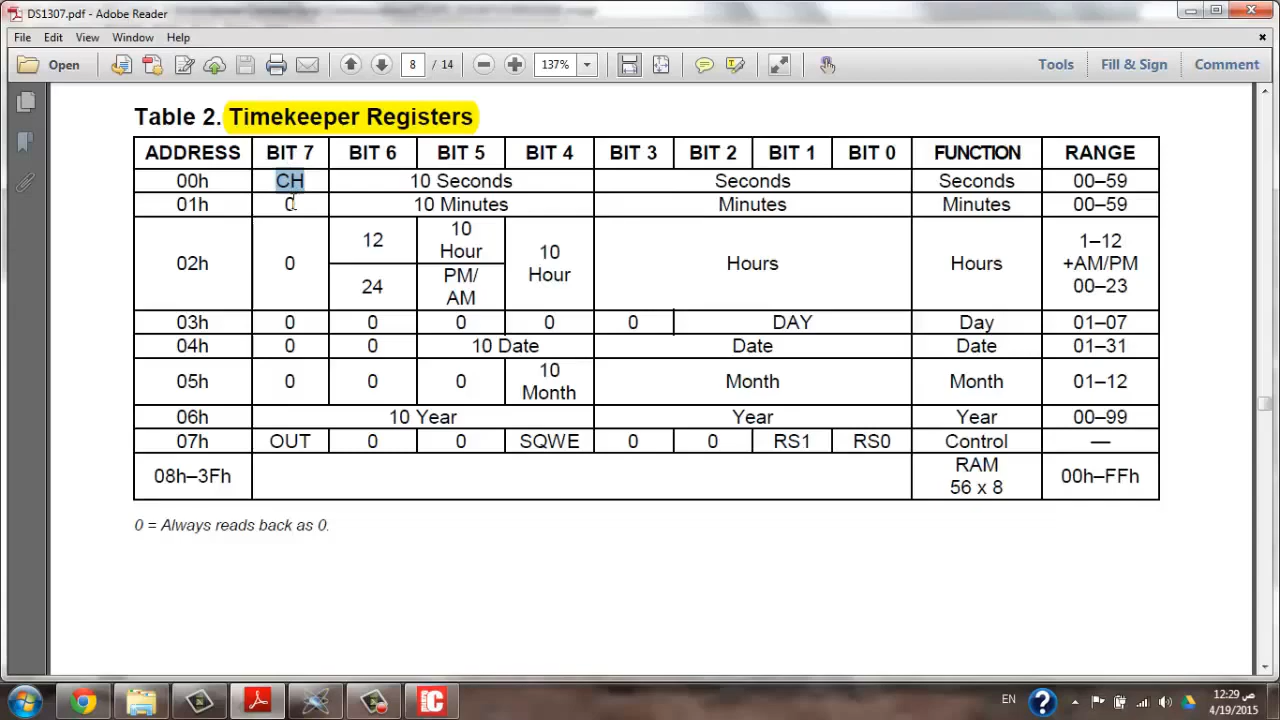 DS1307.pdf - Adobe Reader
File Edit View Window Help
Open 8 / 14 137% Tools Fill & Sign Comment
Table 2. Timekeeper Registers
ADDRESS BIT 7 BIT 6 BIT 5 BIT 4 BIT 3 BIT 2 BIT 1 BIT 0 FUNCTION RANGE
00h CH 10 Seconds Seconds Seconds 00–59
01h 0 10 Minutes Minutes Minutes 00–59
02h 0 12 24 10 Hour PM/ AM 10 Hour Hours Hours 1–12 +AM/PM 00–23
03h 0 0 0 0 0 DAY Day 01–07
04h 0 0 10 Date Date Date 01–31
05h 0 0 0 10 Month Month Month 01–12
06h 10 Year Year Year 00–99
07h OUT 0 0 SQWE 0 0 RS1 RS0 Control —
08h–3Fh RAM 56 x 8 00h–FFh
0 = Always reads back as 0.
EN 12:29 ص
4/19/2015